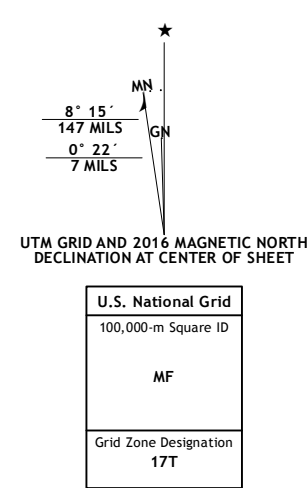 ★
MN
8° 15´
147 MILS
GN
0° 22´
7 MILS
UTM GRID AND 2016 MAGNETIC NORTH
DECLINATION AT CENTER OF SHEET
U.S. National Grid
100,000-m Square ID
MF
Grid Zone Designation
17T